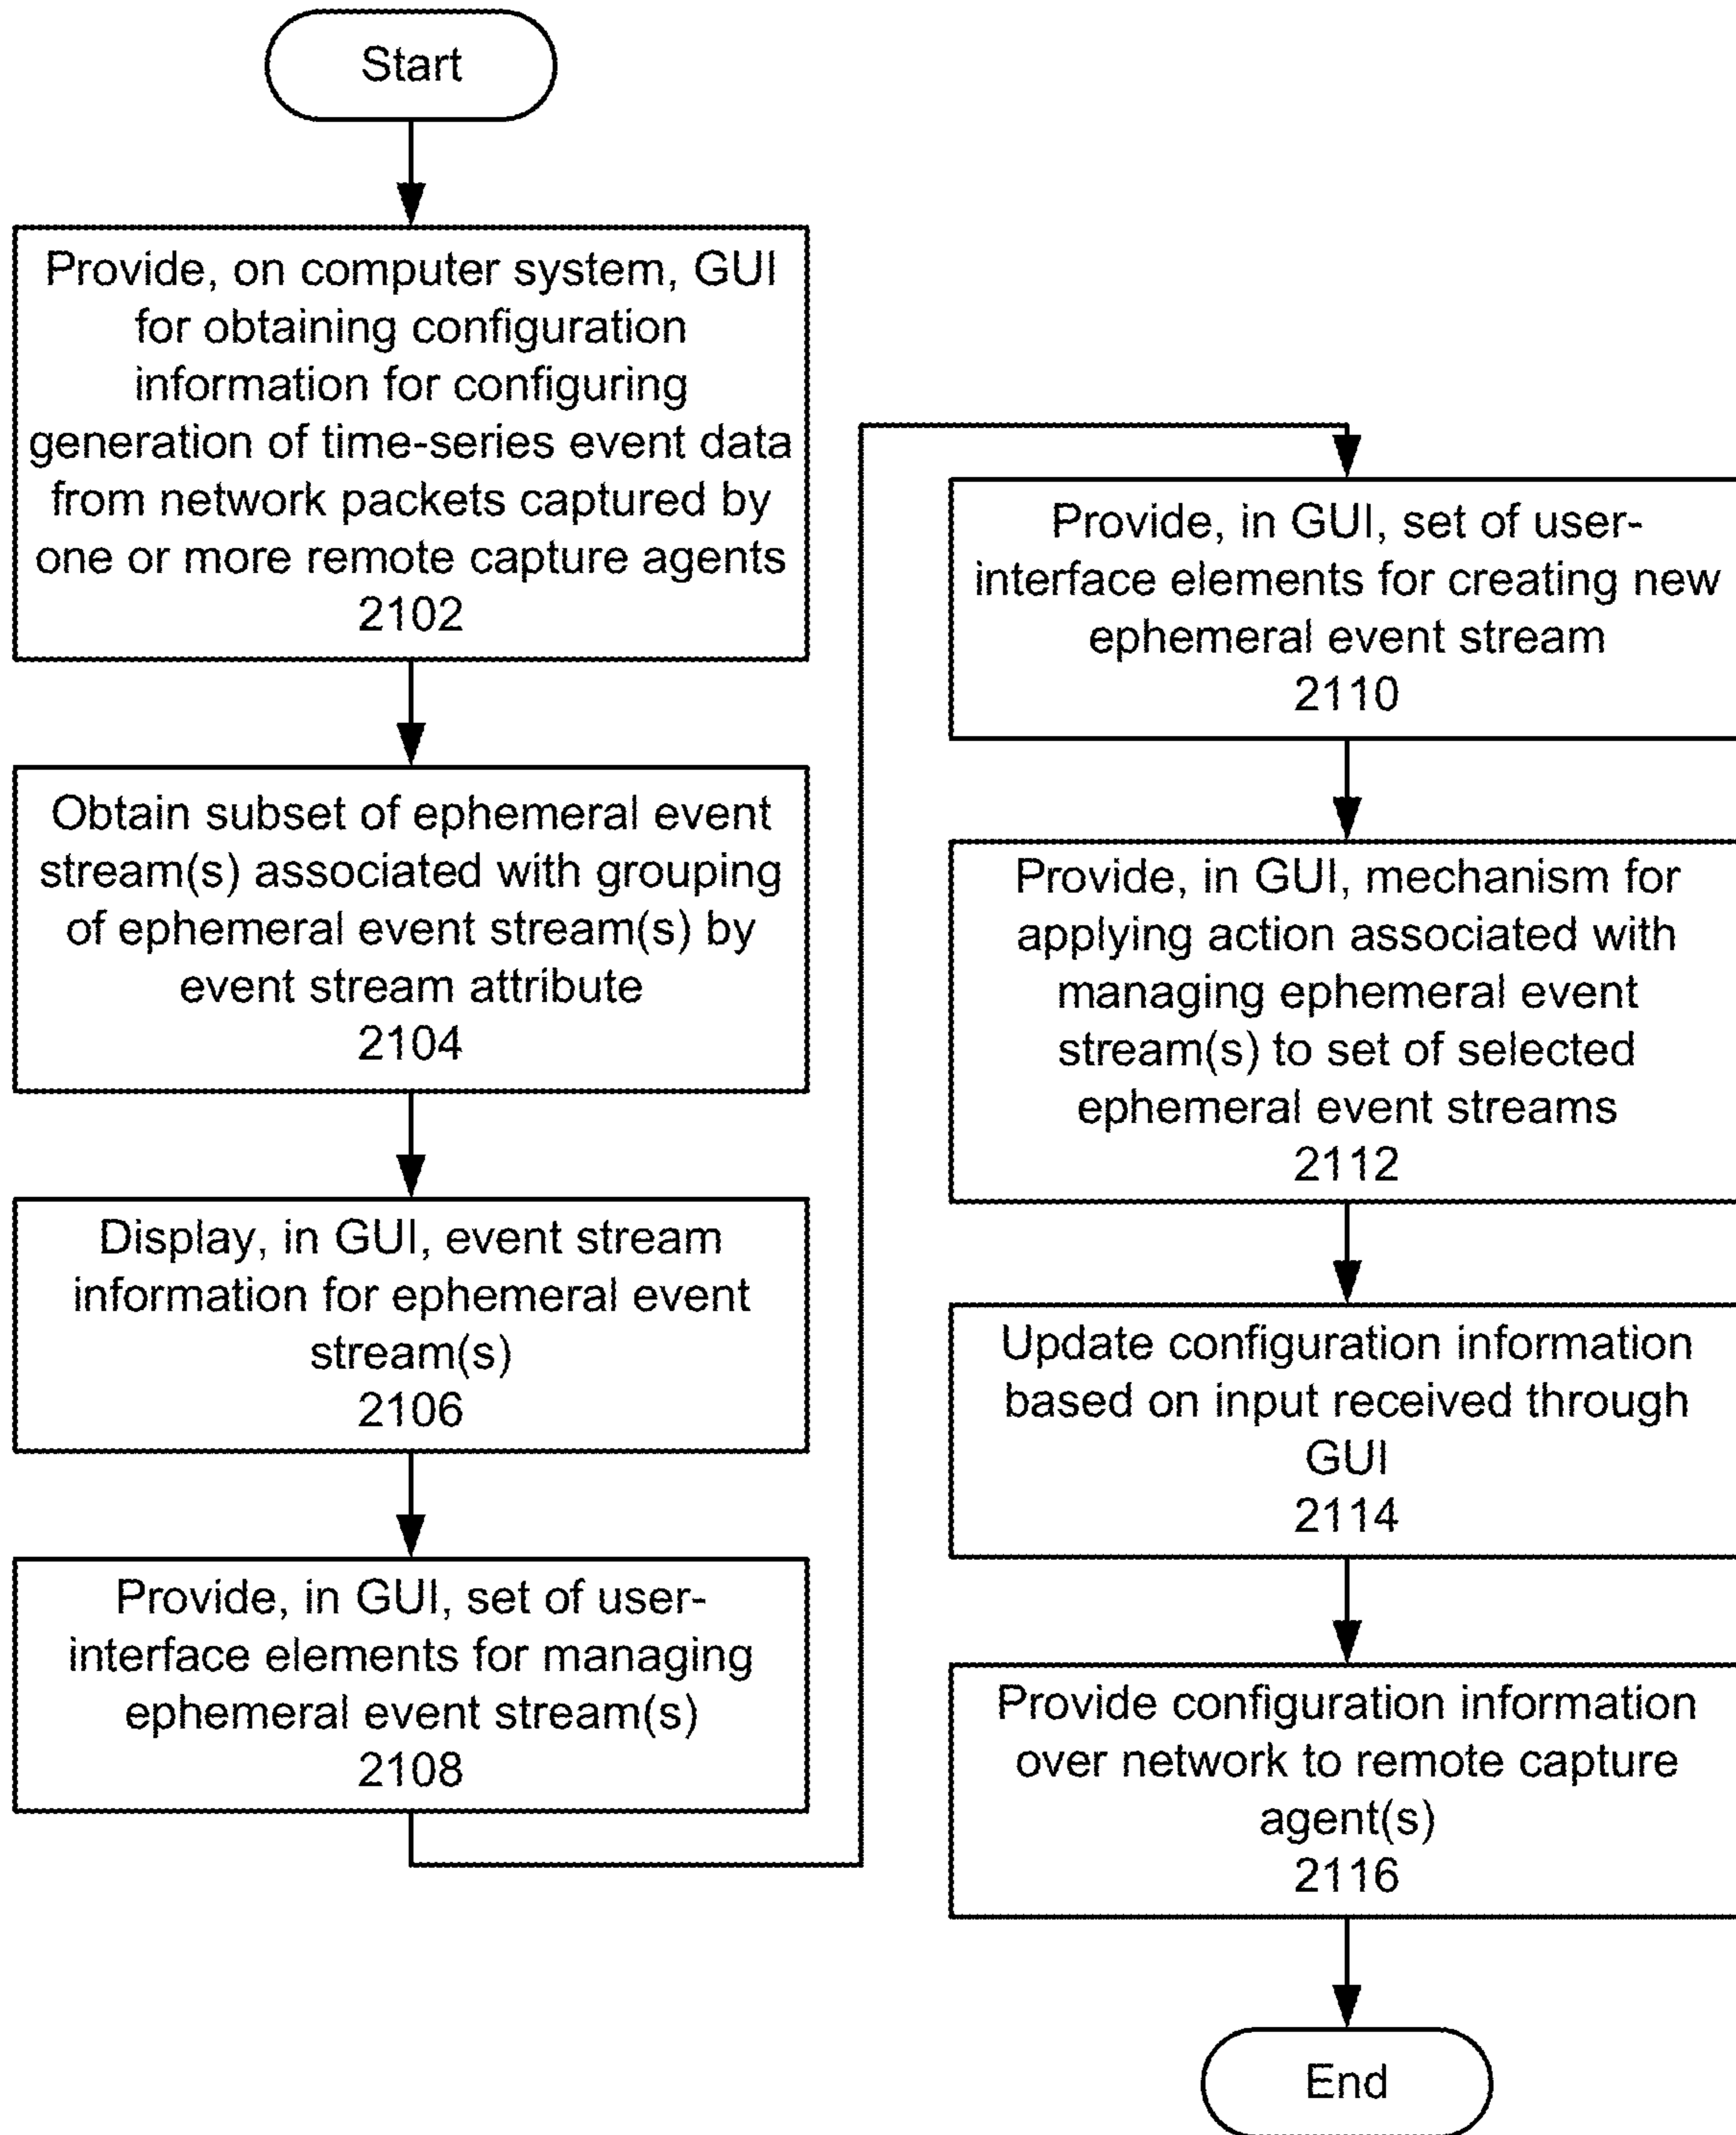 Start
Provide, on computer system, GUI
for obtaining configuration
information for configuring
generation of time-series event data
from network packets captured by
one or more remote capture agents
2102
Obtain subset of ephemeral event
stream(s) associated with grouping
of ephemeral event stream(s) by
event stream attribute
2104
Display, in GUI, event stream
information for ephemeral event
stream(s)
2106
Provide, in GUI, set of user-
interface elements for managing
ephemeral event stream(s)
2108
Provide, in GUI, set of user-
interface elements for creating new
ephemeral event stream
2110
Provide, in GUI, mechanism for
applying action associated with
managing ephemeral event
stream(s) to set of selected
ephemeral event streams
2112
Update configuration information
based on input received through
GUI
2114
Provide configuration information
over network to remote capture
agent(s)
2116
End